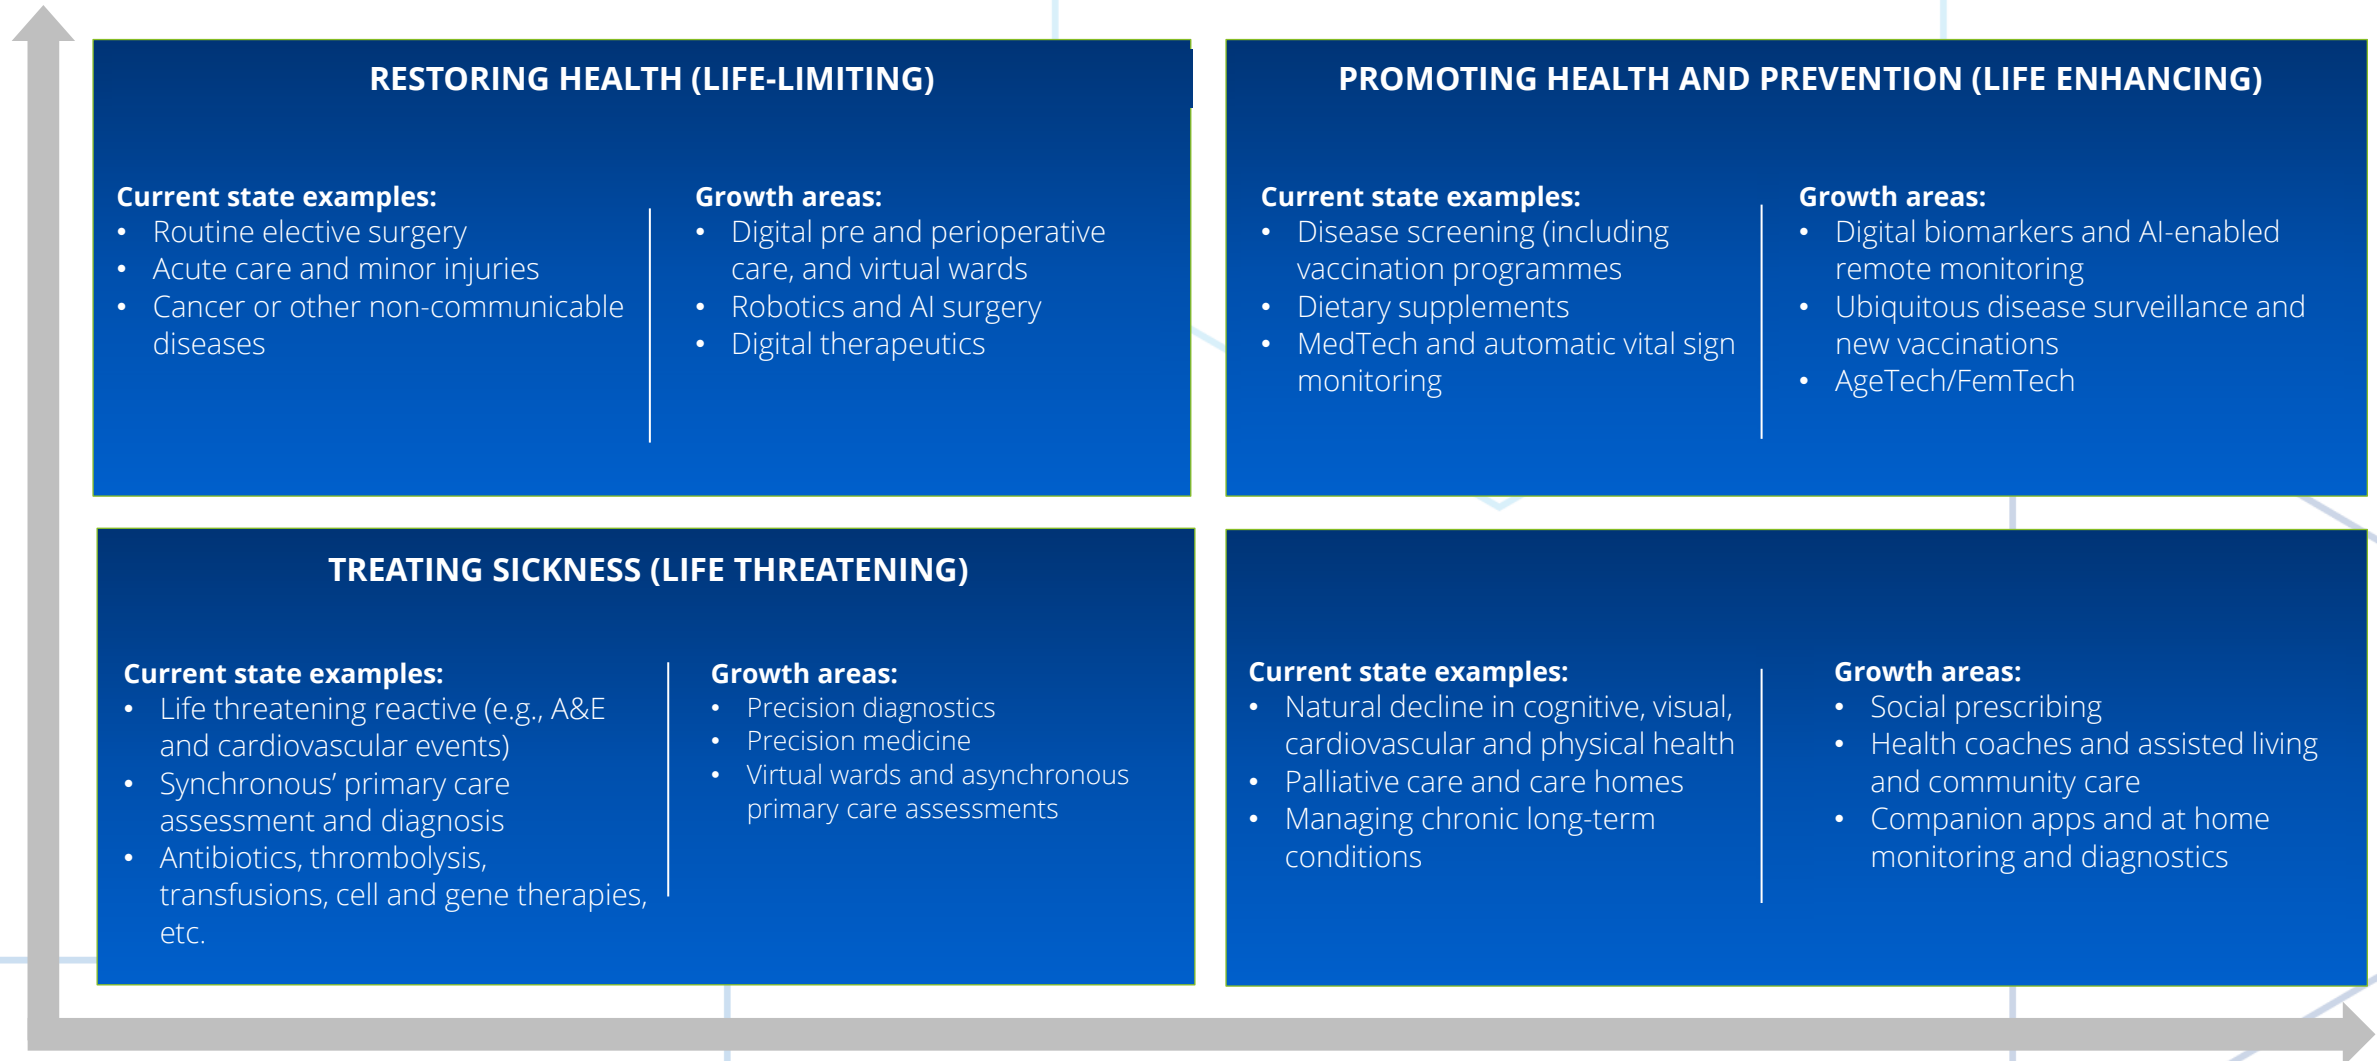 RESTORING HEALTH (LIFE-LIMITING)
Current state examples:
• Routine elective surgery
• Acute care and minor injuries
• Cancer or other non-communicable
diseases
Growth areas:
• Digital pre and perioperative
care, and virtual wards
• Robotics and AI surgery
• Digital therapeutics
PROMOTING HEALTH AND PREVENTION (LIFE ENHANCING)
Current state examples:
• Disease screening (including
vaccination programmes
• Dietary supplements
• MedTech and automatic vital sign
monitoring
Growth areas:
• Digital biomarkers and AI-enabled
remote monitoring
• Ubiquitous disease surveillance and
new vaccinations
• AgeTech/FemTech
TREATING SICKNESS (LIFE THREATENING)
Current state examples:
• Life threatening reactive (e.g., A&E
and cardiovascular events)
• Synchronous’ primary care
assessment and diagnosis
• Antibiotics, thrombolysis,
transfusions, cell and gene therapies,
etc.
Growth areas:
• Precision diagnostics
• Precision medicine
• Virtual wards and asynchronous
primary care assessments
Current state examples:
• Natural decline in cognitive, visual,
cardiovascular and physical health
• Palliative care and care homes
• Managing chronic long-term
conditions
Growth areas:
• Social prescribing
• Health coaches and assisted living
and community care
• Companion apps and at home
monitoring and diagnostics